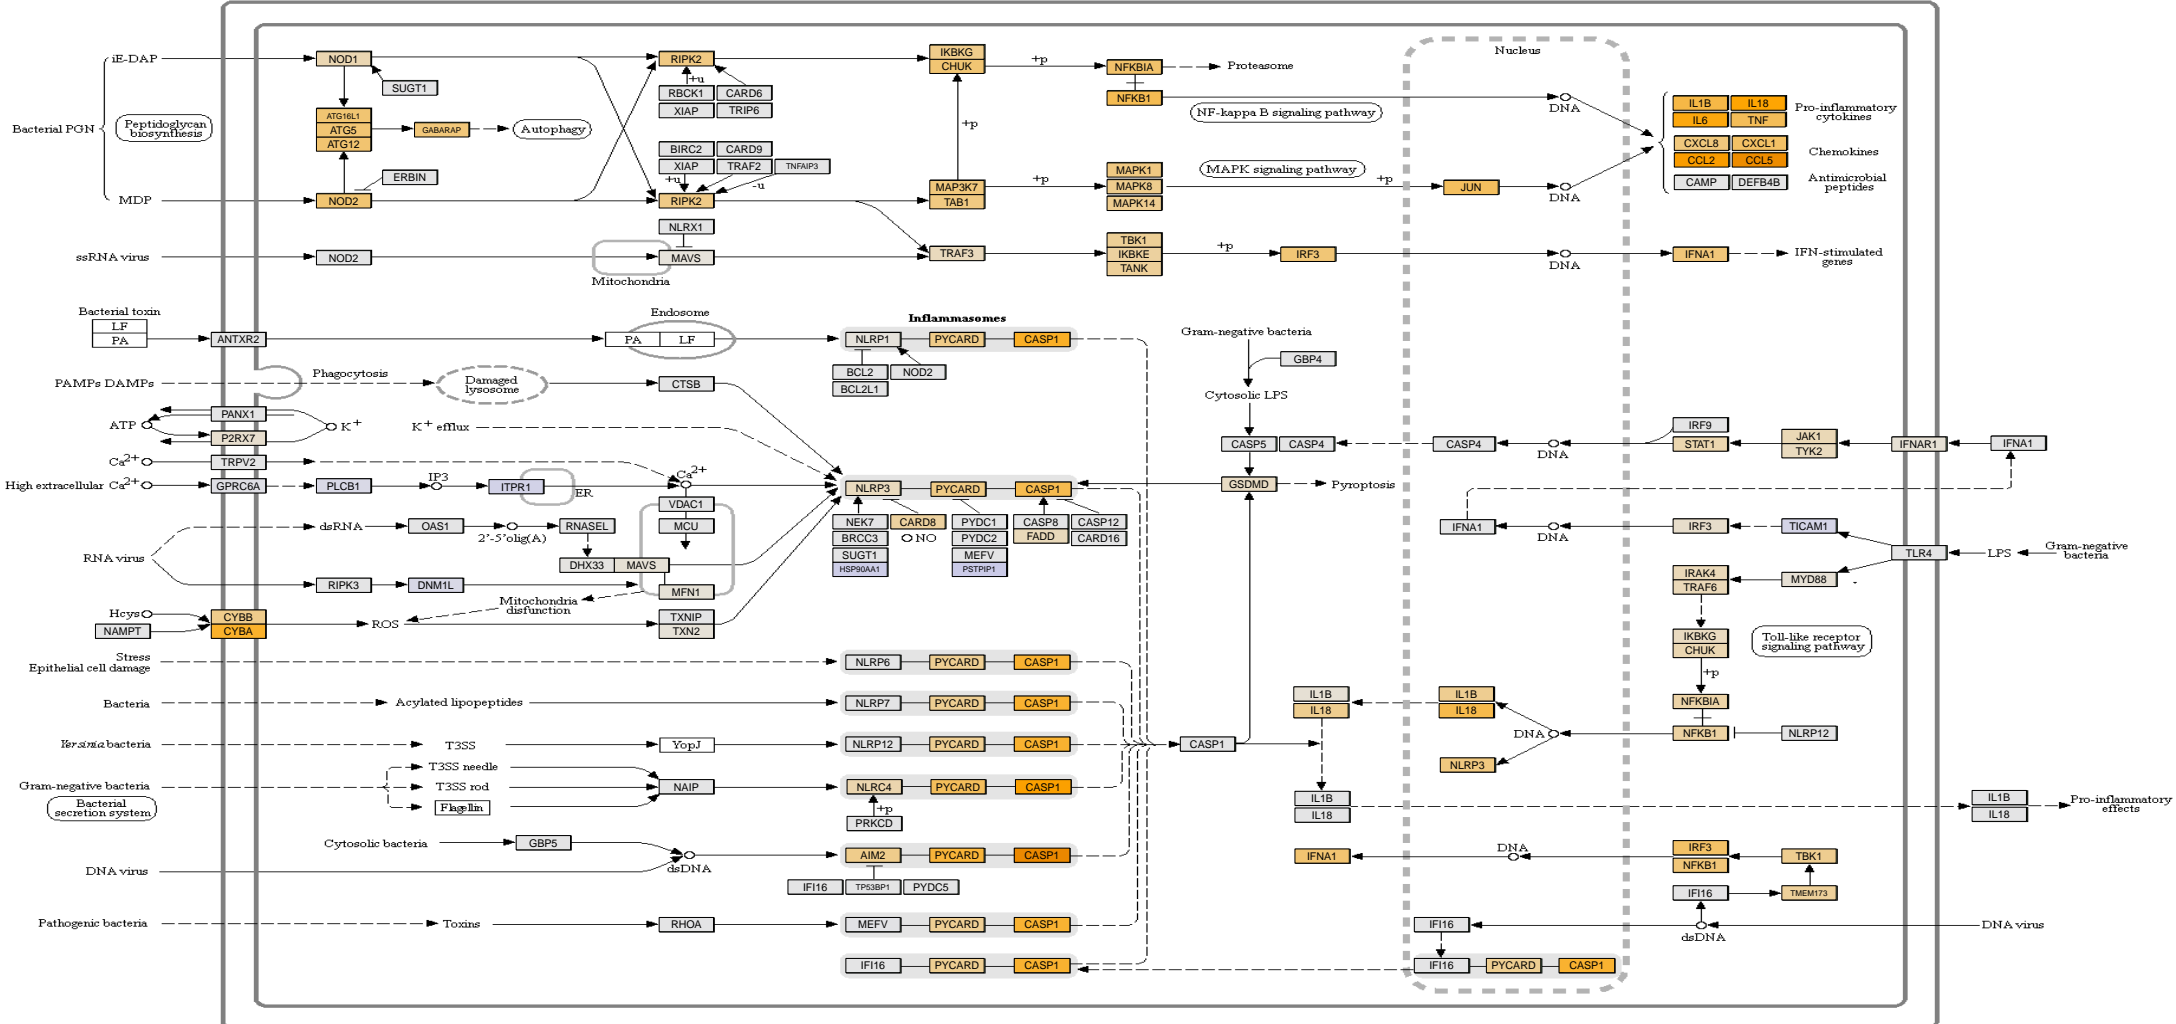 Nucleus
iE-DAP
NOD1
SUGT1
RIPK2
+u
RBCK1 CARD6
XIAP TRIP6
IKBKG
CHUK
+p
NFKBIA
Proteasome
NFKB1
NF-kappa B signaling pathway
DNA
IL1B IL18
IL6 TNF
Pro-inflammatory
cytokines
CXCL8 CXCL1
CCL2 CCL5
Chemokines
CAMP DEFB4B
Antimicrobial
peptides
Bacterial PGN
Peptidoglycan
biosynthesis
ATG16L1
ATG5
ATG12
GABARAP
Autophagy
+p
BIRC2 CARD9
XIAP TRAF2 TNFAIP3
+u
-u
ERBIN
MDP
NOD2
RIPK2
MAP3K7
TAB1
+p
MAPK1
MAPK8
MAPK14
MAPK signaling pathway
+p
JUN
DNA
NLRX1
ssRNA virus
NOD2
MAVS
Mitochondria
TRAF3
TBK1
IKBKE
TANK
+p
IRF3
DNA
IFNA1
IFN-stimulated
genes
Bacterial toxin
LF
PA
ANTXR2
Endosome
PA LF
Inflammasomes
NLRP1 PYCARD CASP1
BCL2 NOD2
BCL2L1
Gram-negative bacteria
GBP4
Cytosolic LPS
PAMPs DAMPs
Phagocytosis
Damaged
lysosome
CTSB
PANX1
ATP
K+
P2RX7
K+ efflux
CASP5 CASP4
CASP4
DNA
IRF9
STAT1
JAK1
TYK2
IFNAR1
IFNA1
Ca2+
TRPV2
High extracellular Ca2+
GPRC6A
PLCB1
IP3
ITPR1
ER
Ca2+
VDAC1
MCU
NLRP3 PYCARD CASP1
GSDMD
Pyroptosis
NEK7 CARD8 PYDC1 CASP8 CASP12
BRCC3 NO PYDC2 FADD CARD16
SUGT1 MEFV
HSP90AA1 PSTPIP1
IFNA1
DNA
IRF3
TICAM1
TLR4
LPS
Gram-negative
bacteria
RNA virus
dsRNA
OAS1
2'-5'olig(A)
RNASEL
DHX33 MAVS
RIPK3
DNM1L
MFN1
Mitochondria
disfunction
IRAK4
TRAF6
MYD88
-
Hcys
NAMPT
CYBB
CYBA
ROS
TXNIP
TXN2
IKBKG
CHUK
Toll-like receptor
signaling pathway
+p
Stress
Epithelial cell damage
NLRP6 PYCARD CASP1
Bacteria
Acylated lipopeptides
NLRP7 PYCARD CASP1
IL1B
IL18
IL1B
IL18
NFKBIA
DNA
NFKB1
NLRP12
NLRP3
Yersinia bacteria
T3SS
YopJ
NLRP12 PYCARD CASP1
CASP1
Gram-negative bacteria
Bacterial
secretion system
T3SS needle
T3SS rod
Flagellin
NAIP
NLRC4 PYCARD CASP1
+p
PRKCD
IL1B
IL18
IL1B
IL18
Pro-inflammatory
effects
Cytosolic bacteria
GBP5
DNA virus
dsDNA
AIM2 PYCARD CASP1
IFI16 TP53BP1 PYDC5
IFNA1
DNA
IRF3
NFKB1
TBK1
IFI16
TMEM173
Pathogenic bacteria
Toxins
RHOA
MEFV PYCARD CASP1
IFI16
dsDNA
DNA virus
IFI16 PYCARD CASP1
IFI16 PYCARD CASP1